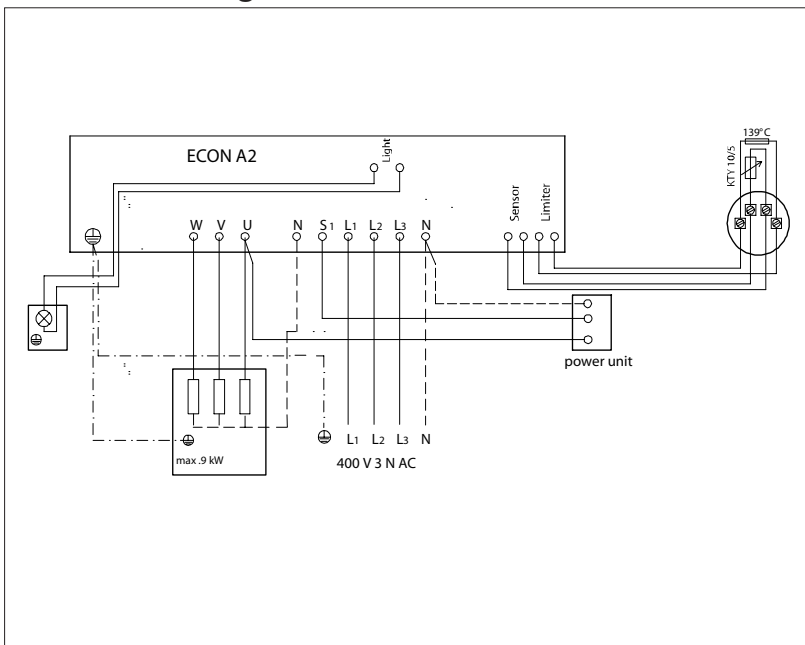 139°C
KTY 10/5
ECON A2
Light
Sensor
Limiter
W V U N S1 L1 L2 L3 N
power unit
L1 L2 L3 N
max .9 kW
400 V 3 N AC